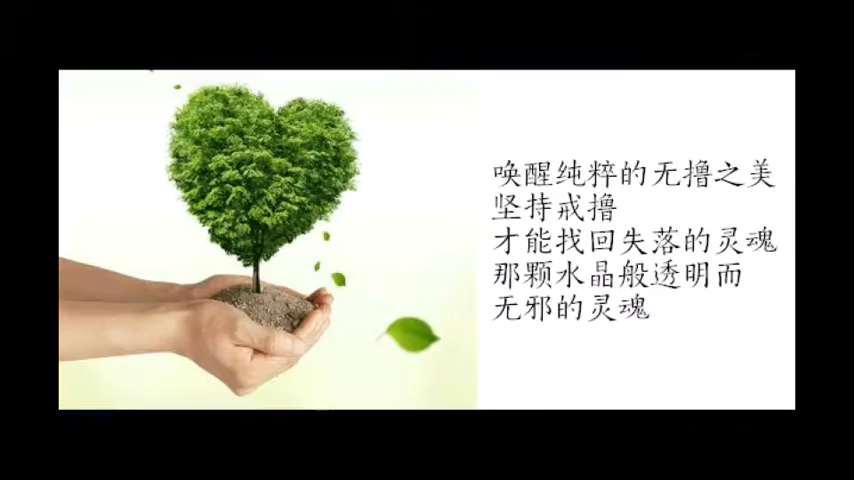 唤醒纯粹的无撸之美
坚持戒撸
才能找回失落的灵魂
那颗水晶般透明而
无邪的灵魂